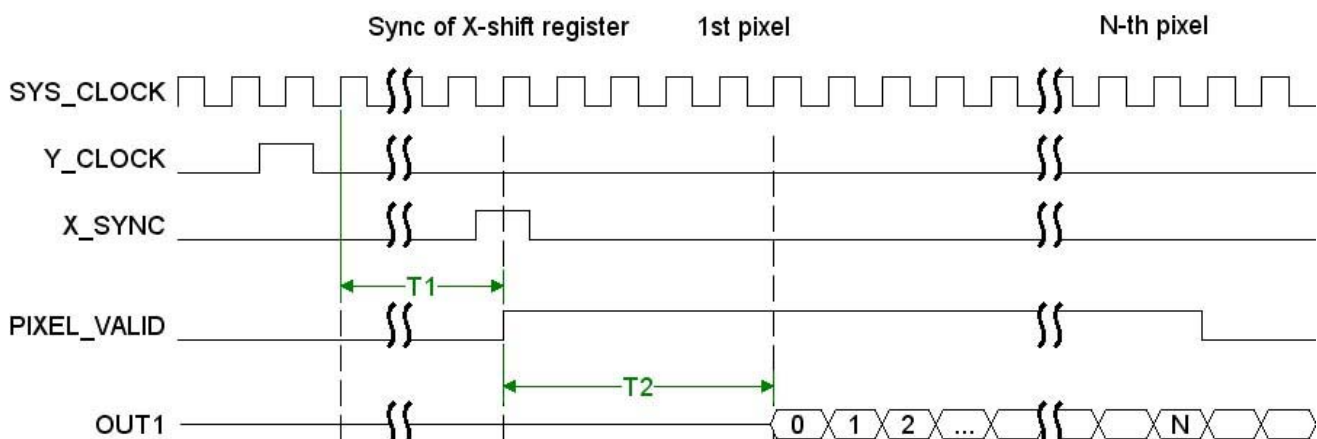 Sync of X-shift register 1st pixel N-th pixel
SYS_CLOCK
Y_CLOCK
X_SYNC
T1
PIXEL_VALID
T2
OUT1 0 1 2 ... N